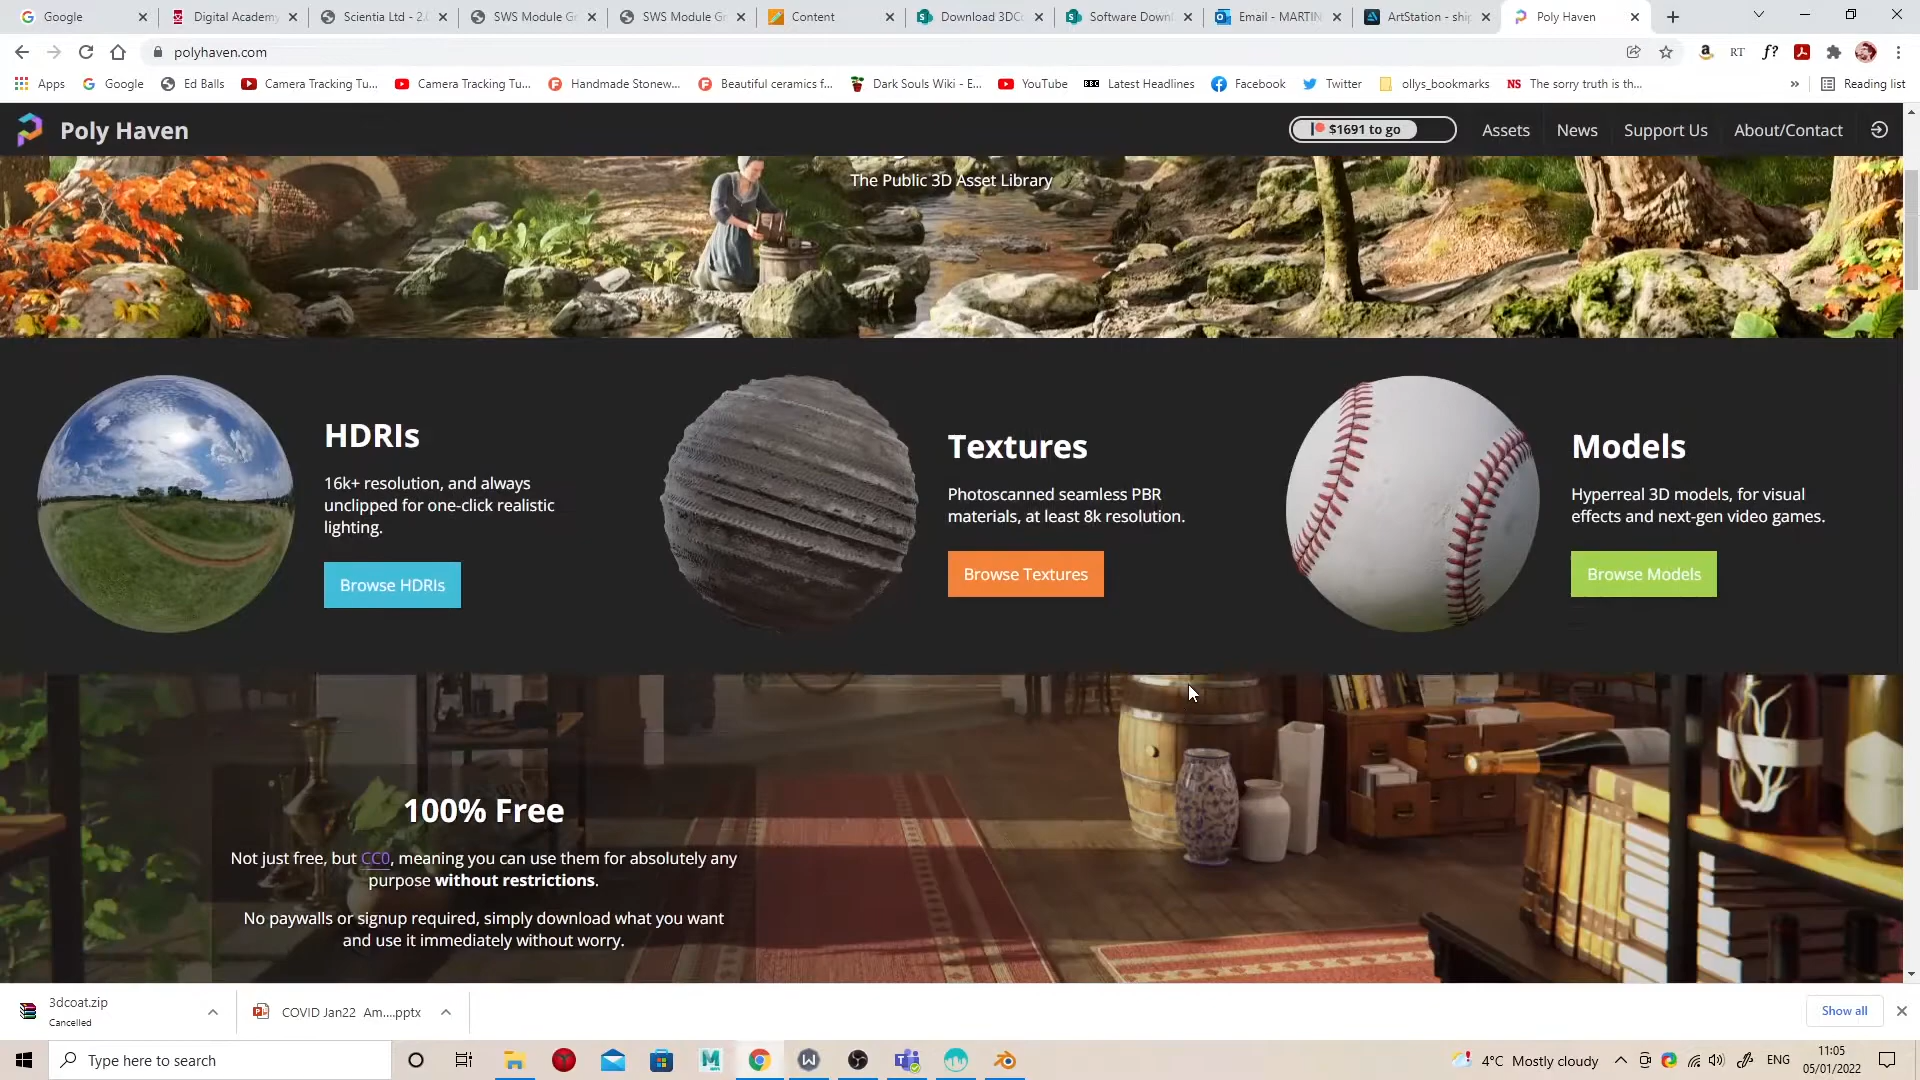 Google
Digital Academy
Scientia Ltd - 2.
SWS Module Gr
SWS Module Gr
Content
Download 3DCo
Software Down
Email - MARTIN
ArtStation - ship
Poly Haven
polyhaven.com
RT
f?
Apps
Google
Ed Balls
Camera Tracking Tu...
Camera Tracking Tu...
Handmade Stonew...
Beautiful ceramics f...
Dark Souls Wiki - E...
YouTube
BBC
Latest Headlines
Facebook
Twitter
ollys_bookmarks
NS
The sorry truth is th...
»
Reading list
Poly Haven
$1691 to go
Assets
News
Support Us
About/Contact
The Public 3D Asset Library
HDRIs
16k+ resolution, and always
unclipped for one-click realistic
lighting.
Browse HDRIs
Textures
Photoscanned seamless PBR
materials, at least 8k resolution.
Browse Textures
Models
Hyperreal 3D models, for visual
effects and next-gen video games.
Browse Models
100% Free
Not just free, but CC0, meaning you can use them for absolutely any
purpose without restrictions.
No paywalls or signup required, simply download what you want
and use it immediately without worry.
3dcoat.zip
Cancelled
COVID Jan22 Am....pptx
Show all
Type here to search
4°C Mostly cloudy
ENG
11:05
05/01/2022